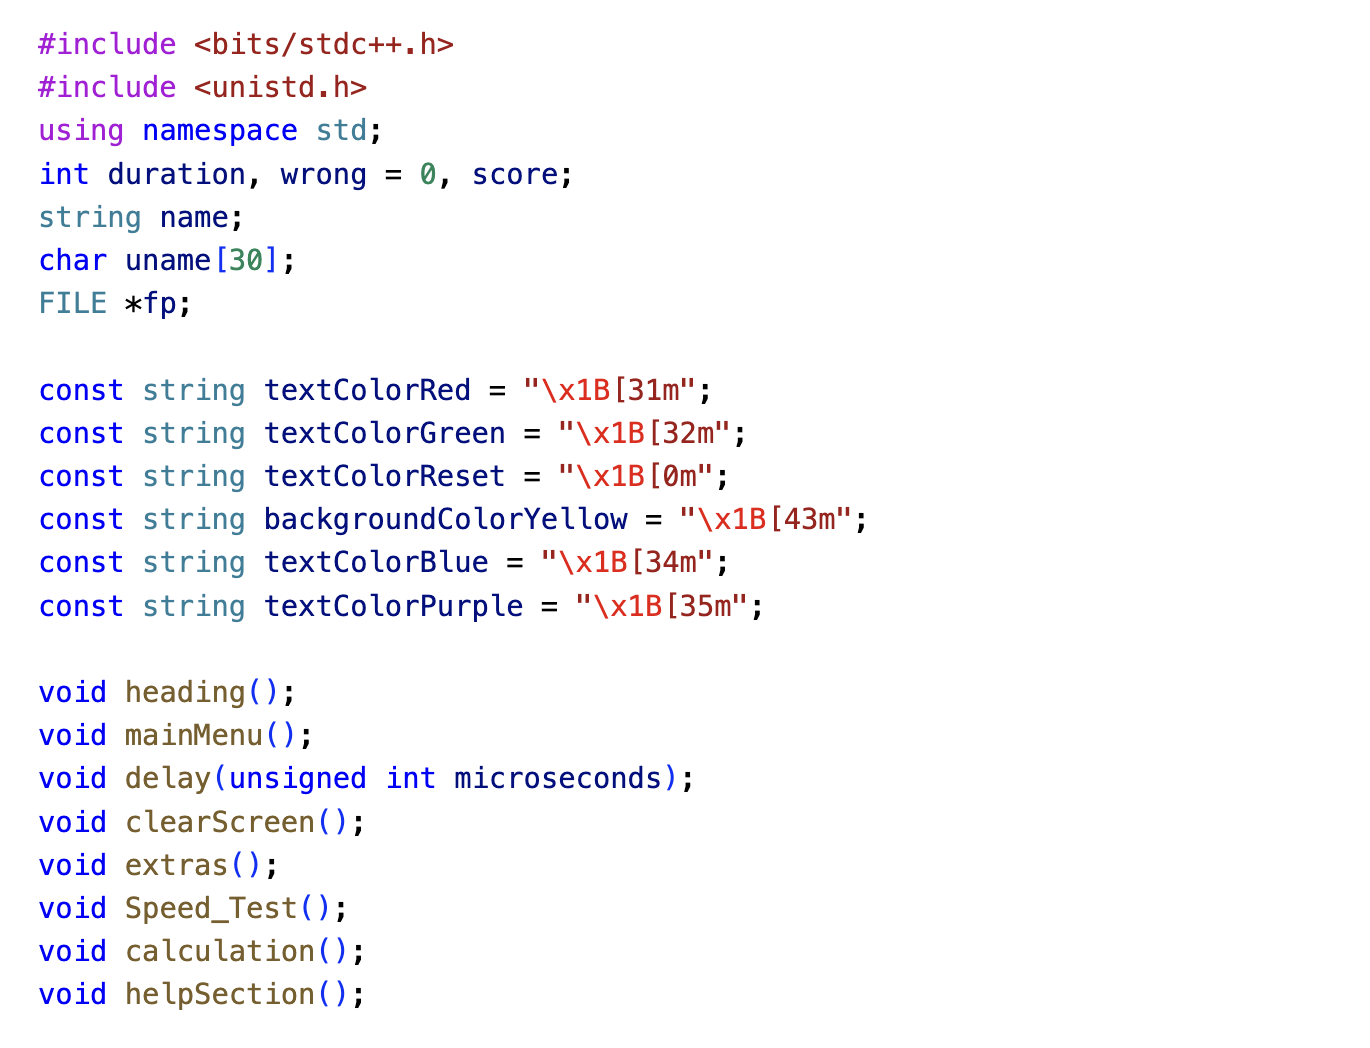 #include <bits/stdc++.h>
#include <unistd.h>
using namespace std;
int duration, wrong = 0, score;
string name;
char uname[30];
FILE *fp;

const string textColorRed = "\x1B[31m";
const string textColorGreen = "\x1B[32m";
const string textColorReset = "\x1B[0m";
const string backgroundColorYellow = "\x1B[43m";
const string textColorBlue = "\x1B[34m";
const string textColorPurple = "\x1B[35m";

void heading();
void mainMenu();
void delay(unsigned int microseconds);
void clearScreen();
void extras();
void Speed_Test();
void calculation();
void helpSection();